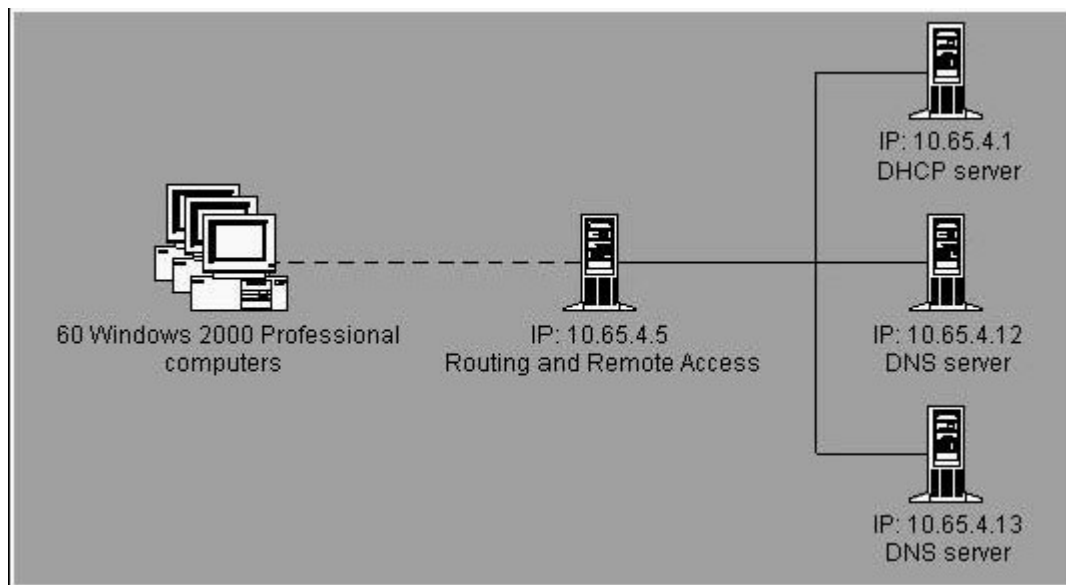 IP: 10.65.4.1
DHCP server
60 Windows 2000 Professional
computers
IP: 10.65.4.5
Routing and Remote Access
IP: 10.65.4.12
DNS server
IP: 10.65.4.13
DNS server